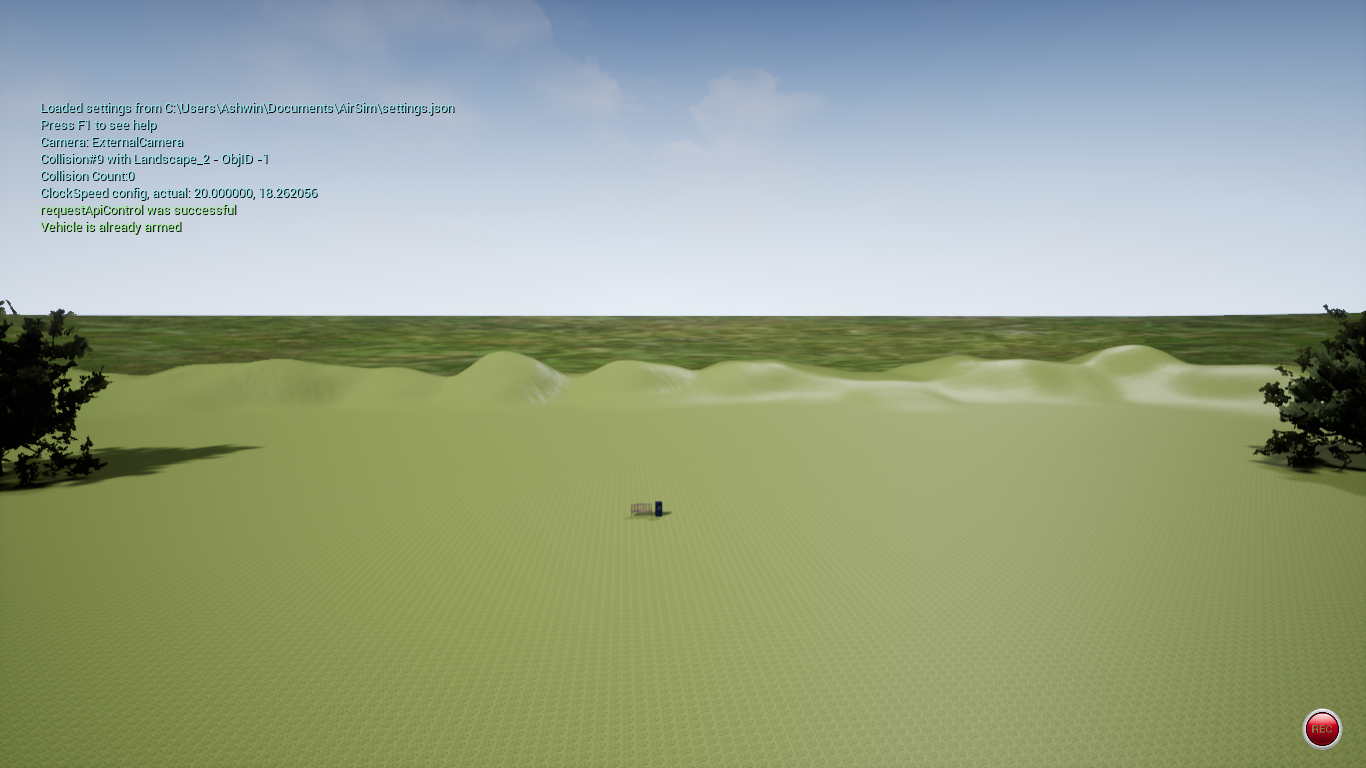 Loaded settings from C:\Users\Ashwin\Documents\AirSim\settings.json
Press F1 to see help
Camera: ExternalCamera
Collision#9 with Landscape_2 - ObjID -1
Collision Count:0
ClockSpeed config, actual: 20.000000, 18.262056
requestApiControl was successful
Vehicle is already armed
REC